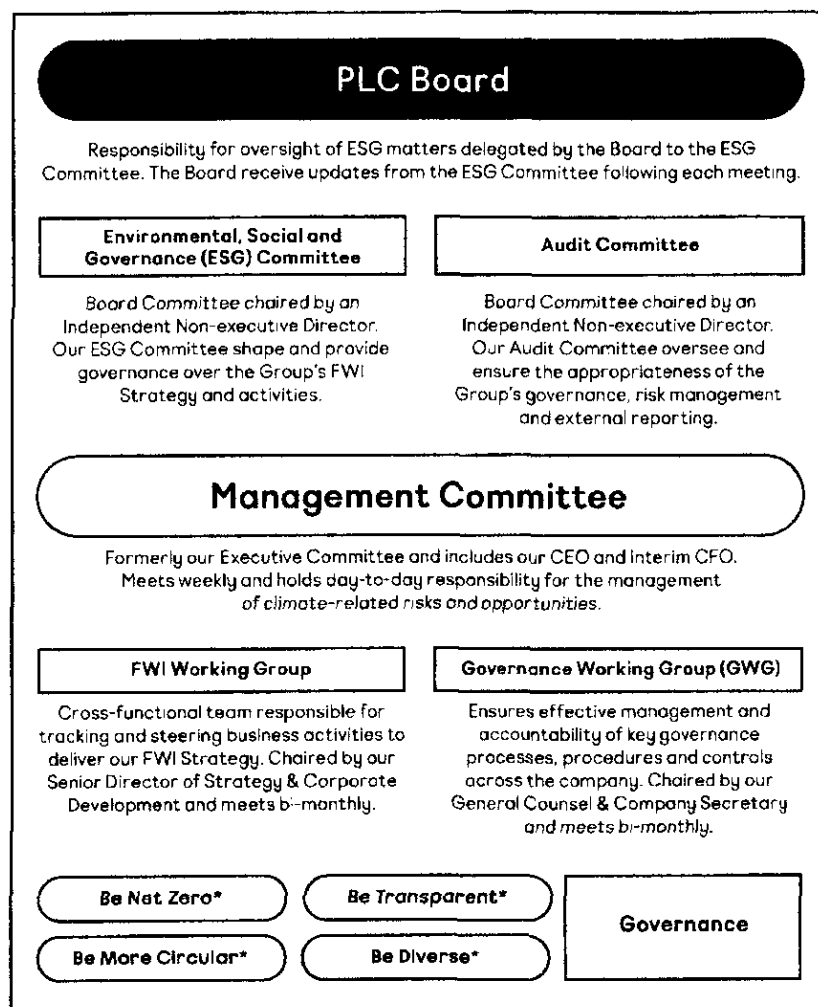 PLC Board
Responsibility for oversight of ESG matters delegated by the Board to the ESG
Committee. The Board receive updates from the ESG Committee following each meeting.
Environmental, Social and
Governance (ESG) Committee
Board Committee chaired by an
Independent Non-executive Director.
Our ESG Committee shape and provide
governance over the Group's FWI
Strategy and activities.
Audit Committee
Board Committee chaired by an
Independent Non-executive Director.
Our Audit Committee oversee and
ensure the appropriateness of the
Group's governance, risk management
and external reporting.
Management Committee
Formerly our Executive Committee and includes our CEO and interim CFO.
Meets weekly and holds day-to-day responsibility for the management
of climate-related risks and opportunities.
FWI Working Group
Cross-functional team responsible for
tracking and steering business activities to
deliver our FWI Strategy. Chaired by our
Senior Director of Strategy & Corporate
Development and meets bi-monthly.
Governance Working Group (GWG)
Ensures effective management and
accountability of key governance
processes, procedures and controls
across the company. Chaired by our
General Counsel & Company Secretary
and meets bi-monthly.
Be Net Zero*
Be Transparent*
Be More Circular*
Be Diverse*
Governance